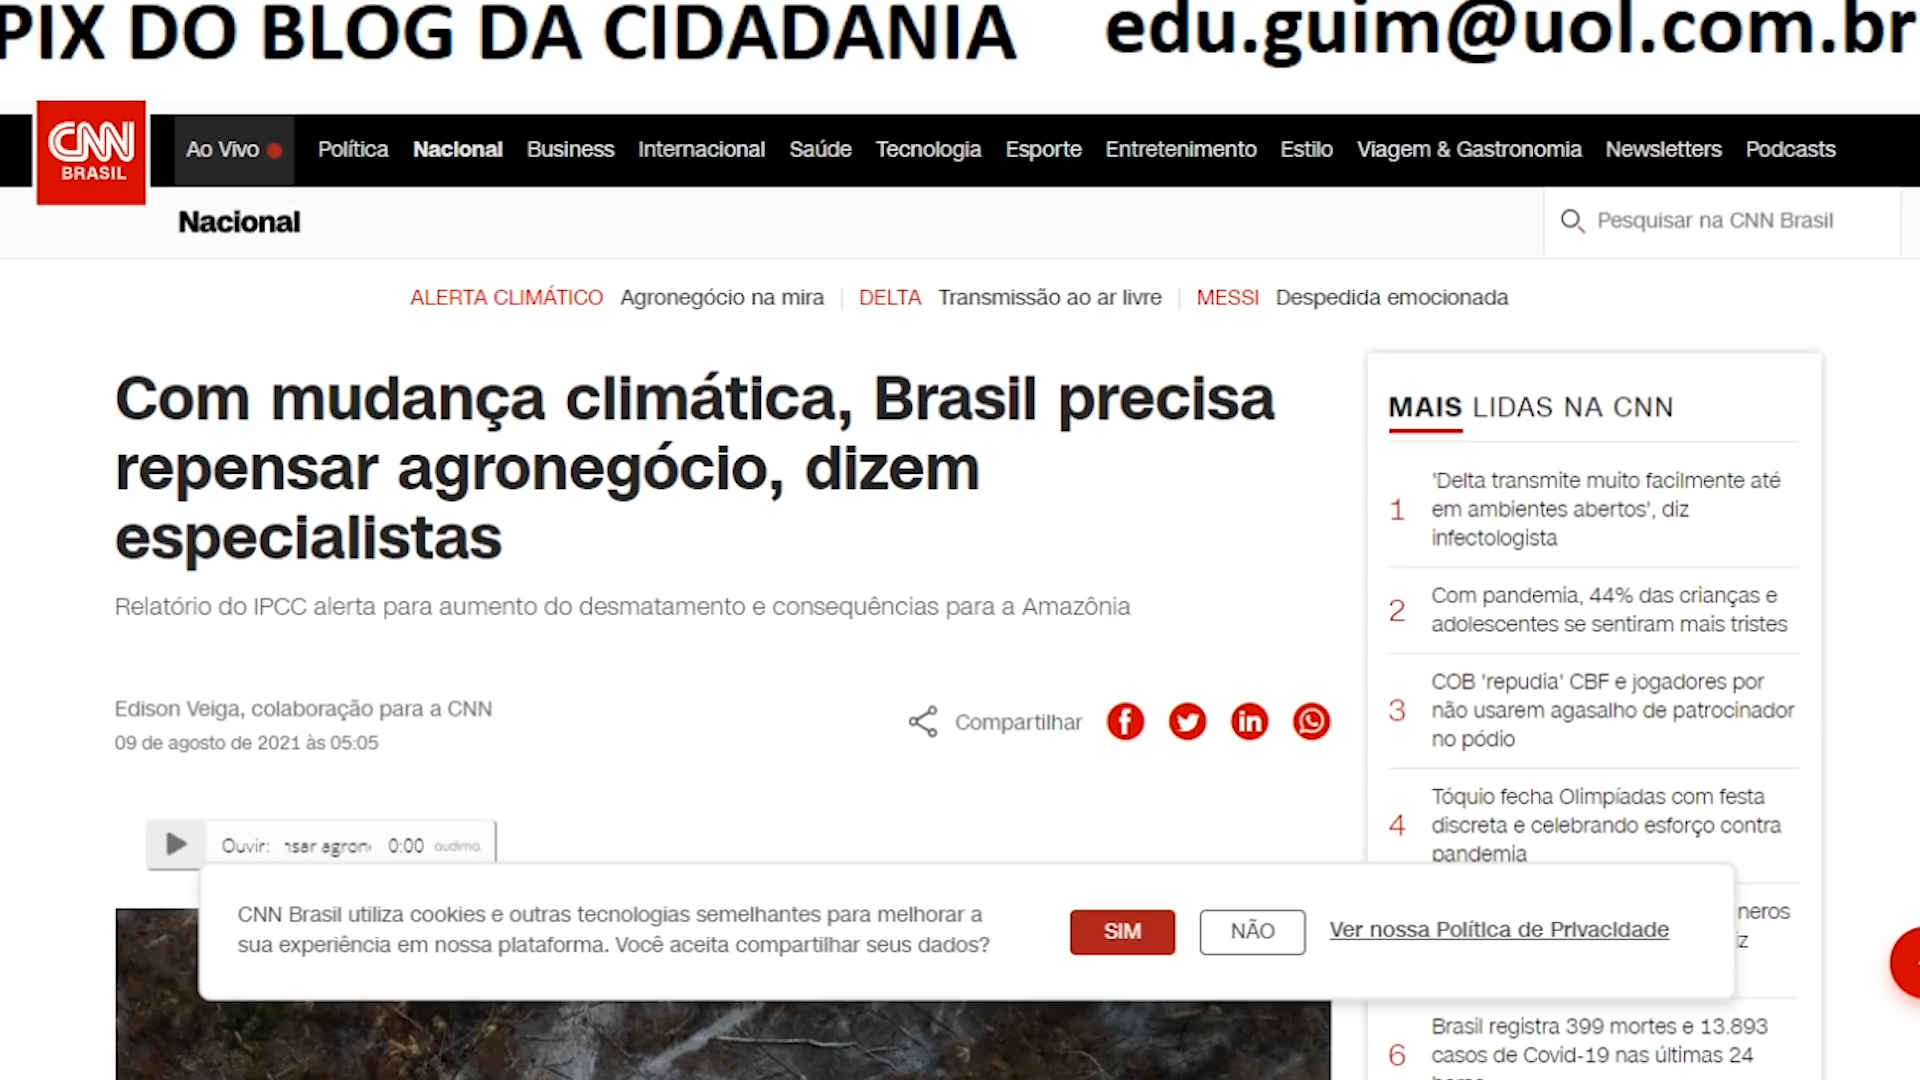 PIX DO BLOG DA CIDADANIA edu.guim@uol.com.br
CNN BRASIL
Ao Vivo Política Nacional Business Internacional Saúde Tecnologia Esporte Entretenimento Estilo Viagem & Gastronomia Newsletters Podcasts
Nacional
Pesquisar na CNN Brasil
ALERTA CLIMÁTICO Agronegócio na mira DELTA Transmissão ao ar livre MESSI Despedida emocionada
Com mudança climática, Brasil precisa
repensar agronegócio, dizem
especialistas
Relatório do IPCC alerta para aumento do desmatamento e consequências para a Amazônia
Edison Veiga, colaboração para a CNN
09 de agosto de 2021 às 05:05
Compartilhar
Ouvir: 0:00 audima
MAIS LIDAS NA CNN
1 'Delta transmite muito facilmente até
em ambientes abertos', diz
infectologista
2 Com pandemia, 44% das crianças e
adolescentes se sentiram mais tristes
3 COB 'repudia' CBF e jogadores por
não usarem agasalho de patrocinador
no pódio
4 Tóquio fecha Olimpíadas com festa
discreta e celebrando esforço contra
pandemia
6 Brasil registra 399 mortes e 13.893
casos de Covid-19 nas últimas 24
CNN Brasil utiliza cookies e outras tecnologias semelhantes para melhorar a
sua experiência em nossa plataforma. Você aceita compartilhar seus dados?
SIM NÃO Ver nossa Política de Privacidade